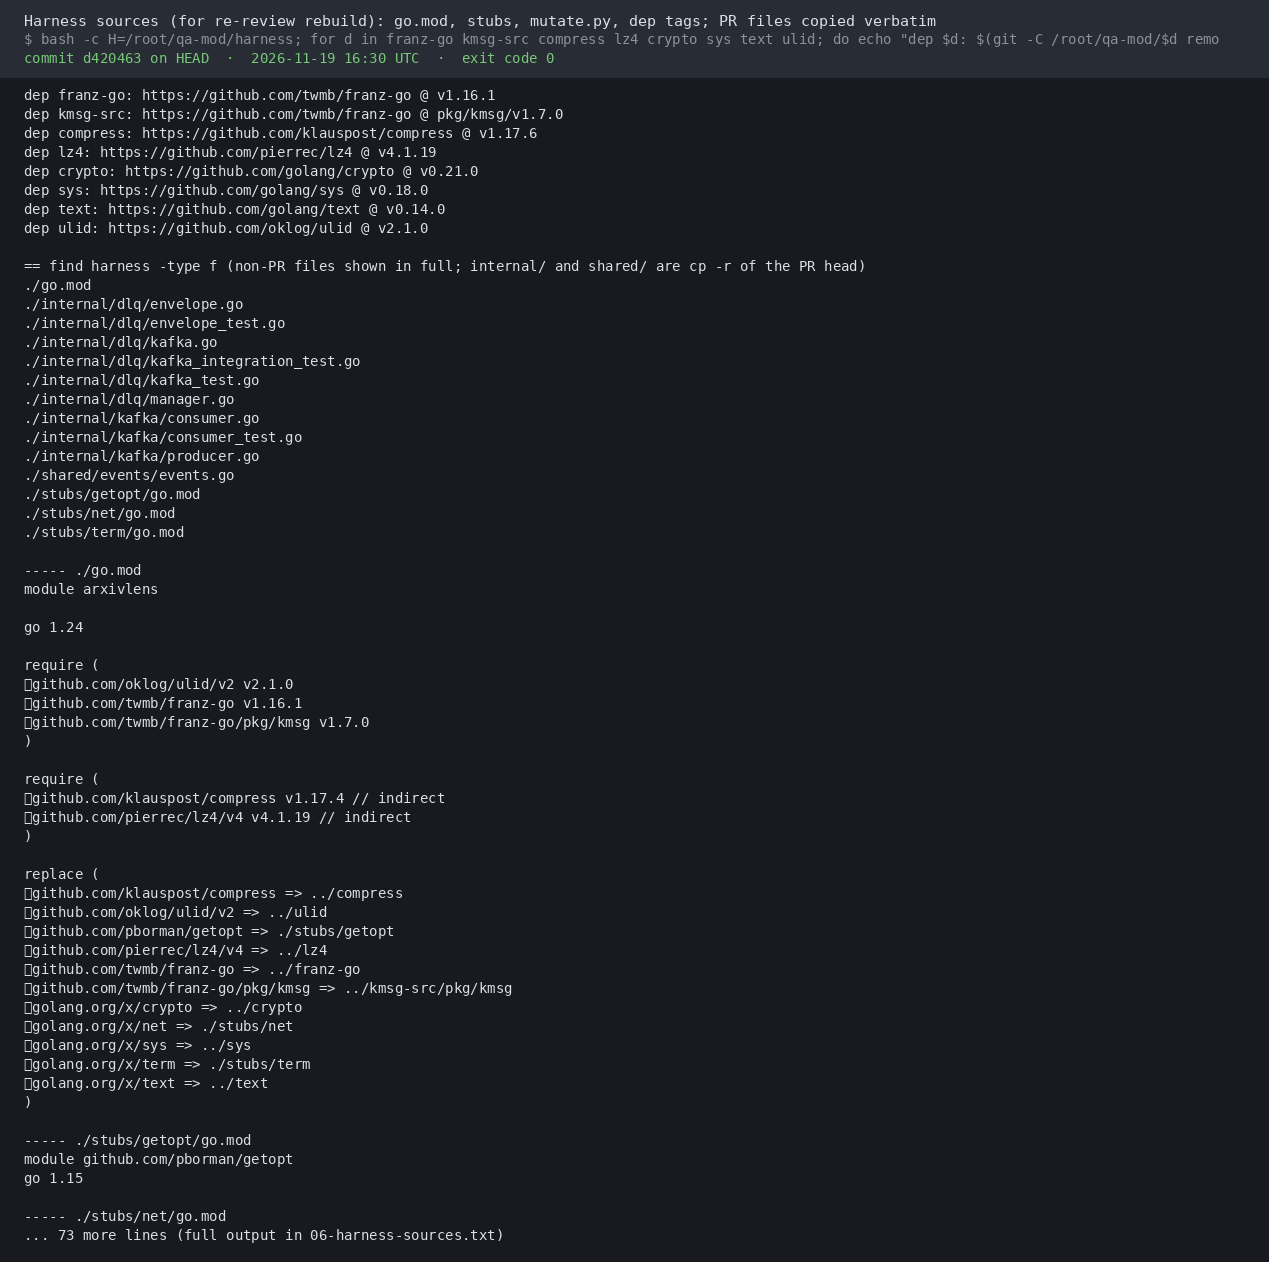 Harness sources (for re-review rebuild): go.mod, stubs, mutate.py, dep tags; PR files copied verbatim
$ bash -c H=/root/qa-mod/harness; for d in franz-go kmsg-src compress lz4 crypto sys text ulid; do echo "dep $d: $(git -C /root/qa-mod/$d remo
commit d420463 on HEAD  ·  2026-11-19 16:30 UTC  ·  exit code 0
dep franz-go: https://github.com/twmb/franz-go @ v1.16.1
dep kmsg-src: https://github.com/twmb/franz-go @ pkg/kmsg/v1.7.0
dep compress: https://github.com/klauspost/compress @ v1.17.6
dep lz4: https://github.com/pierrec/lz4 @ v4.1.19
dep crypto: https://github.com/golang/crypto @ v0.21.0
dep sys: https://github.com/golang/sys @ v0.18.0
dep text: https://github.com/golang/text @ v0.14.0
dep ulid: https://github.com/oklog/ulid @ v2.1.0
== find harness -type f (non-PR files shown in full; internal/ and shared/ are cp -r of the PR head)
./go.mod
./internal/dlq/envelope.go
./internal/dlq/envelope_test.go
./internal/dlq/kafka.go
./internal/dlq/kafka_integration_test.go
./internal/dlq/kafka_test.go
./internal/dlq/manager.go
./internal/kafka/consumer.go
./internal/kafka/consumer_test.go
./internal/kafka/producer.go
./shared/events/events.go
./stubs/getopt/go.mod
./stubs/net/go.mod
./stubs/term/go.mod
----- ./go.mod
module arxivlens
go 1.24
require (
github.com/oklog/ulid/v2 v2.1.0
github.com/twmb/franz-go v1.16.1
github.com/twmb/franz-go/pkg/kmsg v1.7.0
)
require (
github.com/klauspost/compress v1.17.4 // indirect
github.com/pierrec/lz4/v4 v4.1.19 // indirect
)
replace (
github.com/klauspost/compress => ../compress
github.com/oklog/ulid/v2 => ../ulid
github.com/pborman/getopt => ./stubs/getopt
github.com/pierrec/lz4/v4 => ../lz4
github.com/twmb/franz-go => ../franz-go
github.com/twmb/franz-go/pkg/kmsg => ../kmsg-src/pkg/kmsg
golang.org/x/crypto => ../crypto
golang.org/x/net => ./stubs/net
golang.org/x/sys => ../sys
golang.org/x/term => ./stubs/term
golang.org/x/text => ../text
)
----- ./stubs/getopt/go.mod
module github.com/pborman/getopt
go 1.15
----- ./stubs/net/go.mod
... 73 more lines (full output in 06-harness-sources.txt)